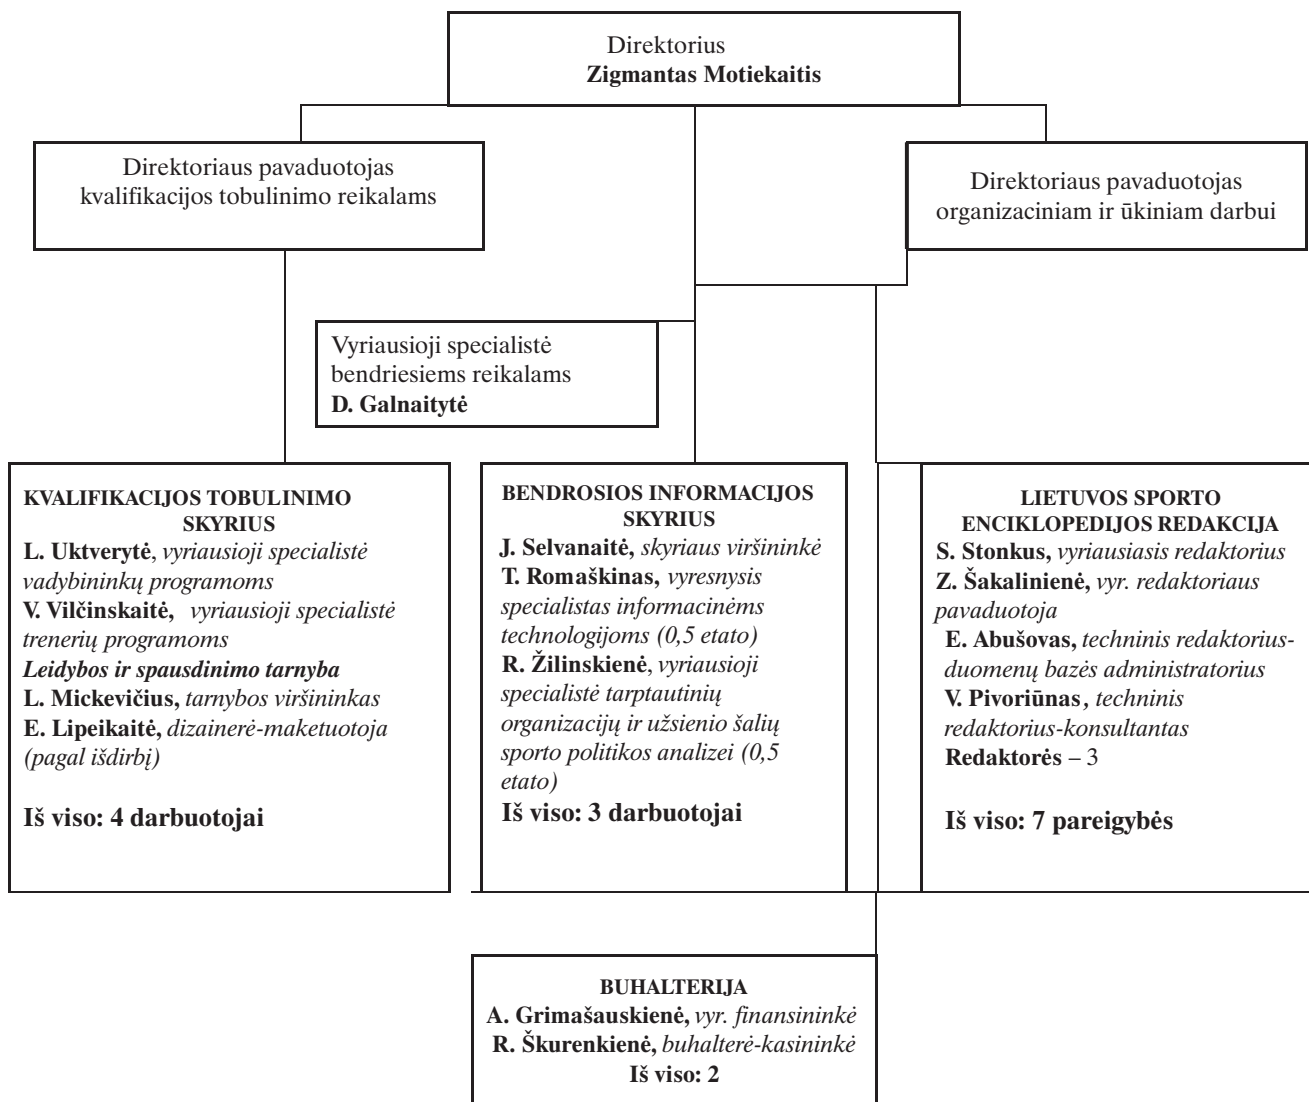 Direktorius
Zigmantas Motiekaitis
Direktoriaus pavaduotojas
kvalifikacijos tobulinimo reikalams
Direktoriaus pavaduotojas
organizaciniam ir ūkiniam darbui
Vyriausioji specialistė
bendriesiems reikalams
D. Galnaitytė
KVALIFIKACIJOS TOBULINIMO
SKYRIUS
L. Uktverytė, vyriausioji specialistė
vadybininkų programoms
V. Vilčinskaitė, vyriausioji specialistė
trenerių programoms
Leidybos ir spausdinimo tarnyba
L. Mickevičius, tarnybos viršininkas
E. Lipeikaitė, dizainerė-maketuotoja
(pagal išdirbį)
Iš viso: 4 darbuotojai
BENDROSIOS INFORMACIJOS
SKYRIUS
J. Selvanaitė, skyriaus viršininkė
T. Romaškinas, vyresnysis
specialistas informacinėms
technologijoms (0,5 etato)
R. Žilinskienė, vyriausioji
specialistė tarptautinių
organizacijų ir užsienio šalių
sporto politikos analizei (0,5
etato)
Iš viso: 3 darbuotojai
LIETUVOS SPORTO
ENCIKLOPEDIJOS REDAKCIJA
S. Stonkus, vyriausiasis redaktorius
Z. Šakalinienė, vyr. redaktoriaus
pavaduotoja
E. Abušovas, techninis redaktorius-
duomenų bazės administratorius
V. Pivoriūnas, techninis
redaktorius-konsultantas
Redaktorės – 3
Iš viso: 7 pareigybės
BUHALTERIJA
A. Grimašauskienė, vyr. finansininkė
R. Škurenkienė, buhalterė-kasininkė
Iš viso: 2